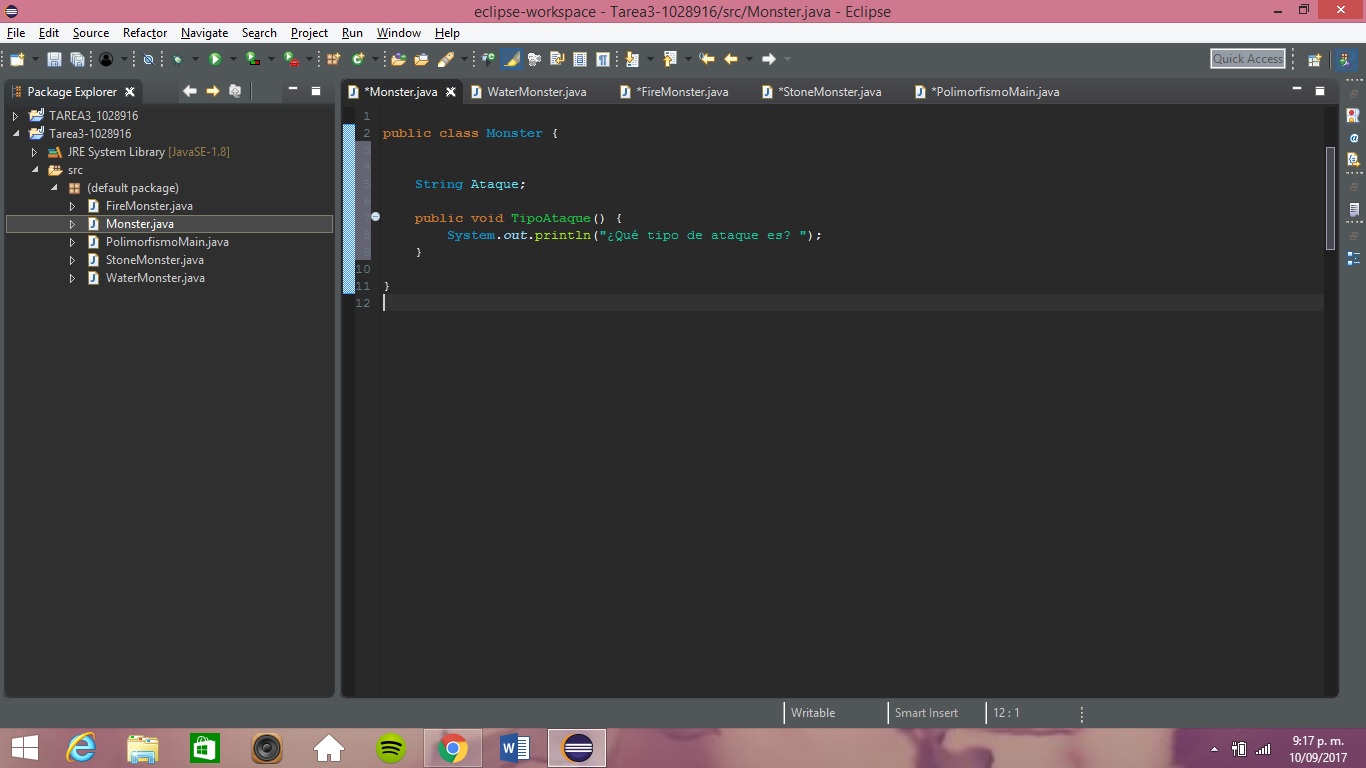 eclipse-workspace - Tarea3-1028916/src/Monster.java - Eclipse
File Edit Source Refactor Navigate Search Project Run Window Help
Quick Access
Package Explorer
*Monster.java WaterMonster.java *FireMonster.java *StoneMonster.java *PolimorfismoMain.java
TAREA3_1028916
Tarea3-1028916
JRE System Library [JavaSE-1.8]
src
(default package)
FireMonster.java
Monster.java
PolimorfismoMain.java
StoneMonster.java
WaterMonster.java
1
2 public class Monster {
3
4
5 String Ataque;
6
7 public void TipoAtaque() {
8 System.out.println("¿Qué tipo de ataque es? ");
9 }
10
11 }
12
Writable Smart Insert 12 : 1
9:17 p. m.
10/09/2017